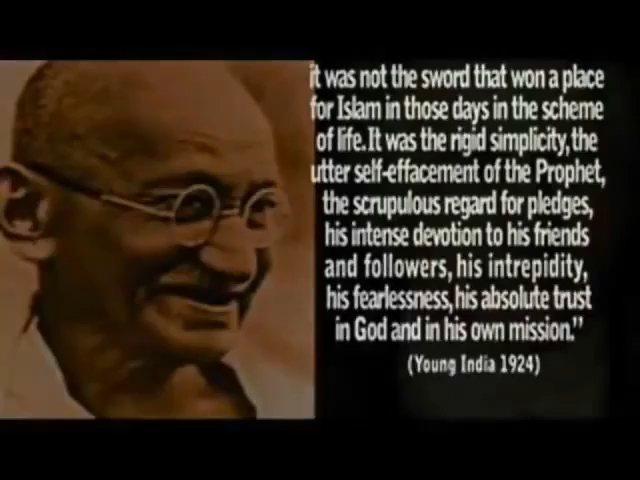 it was not the sword that won a place
for Islam in those days in the scheme
of life.It was the rigid simplicity,the
utter self-effacement of the Prophet,
the scrupulous regard for pledges,
his intense devotion to his friends
and followers, his intrepidity,
his fearlessness, his absolute trust
in God and in his own mission."
(Young India 1924)